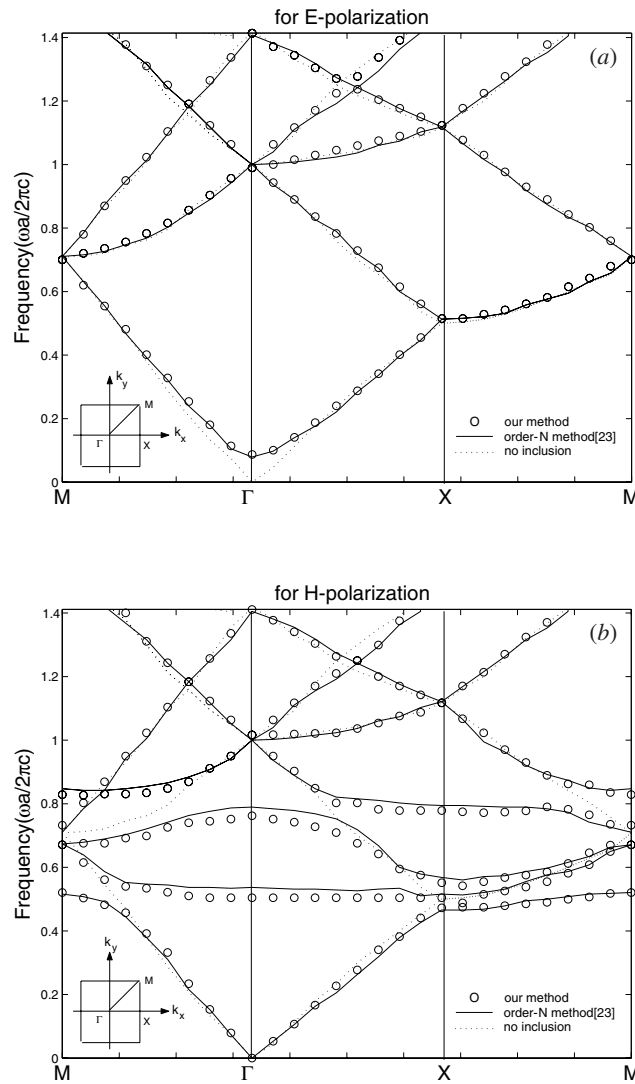 for E-polarization
(a)
1.4
1.2
1
0.8
0.6
0.4
0.2
0
Frequency(ωa/2πc)
k_y
M
Γ
X
k_x
our method
order-N method[23]
no inclusion
M
Γ
X
M
for H-polarization
(b)
1.4
1.2
1
0.8
0.6
0.4
0.2
0
Frequency(ωa/2πc)
k_y
M
Γ
X
k_x
our method
order-N method[23]
no inclusion
M
Γ
X
M